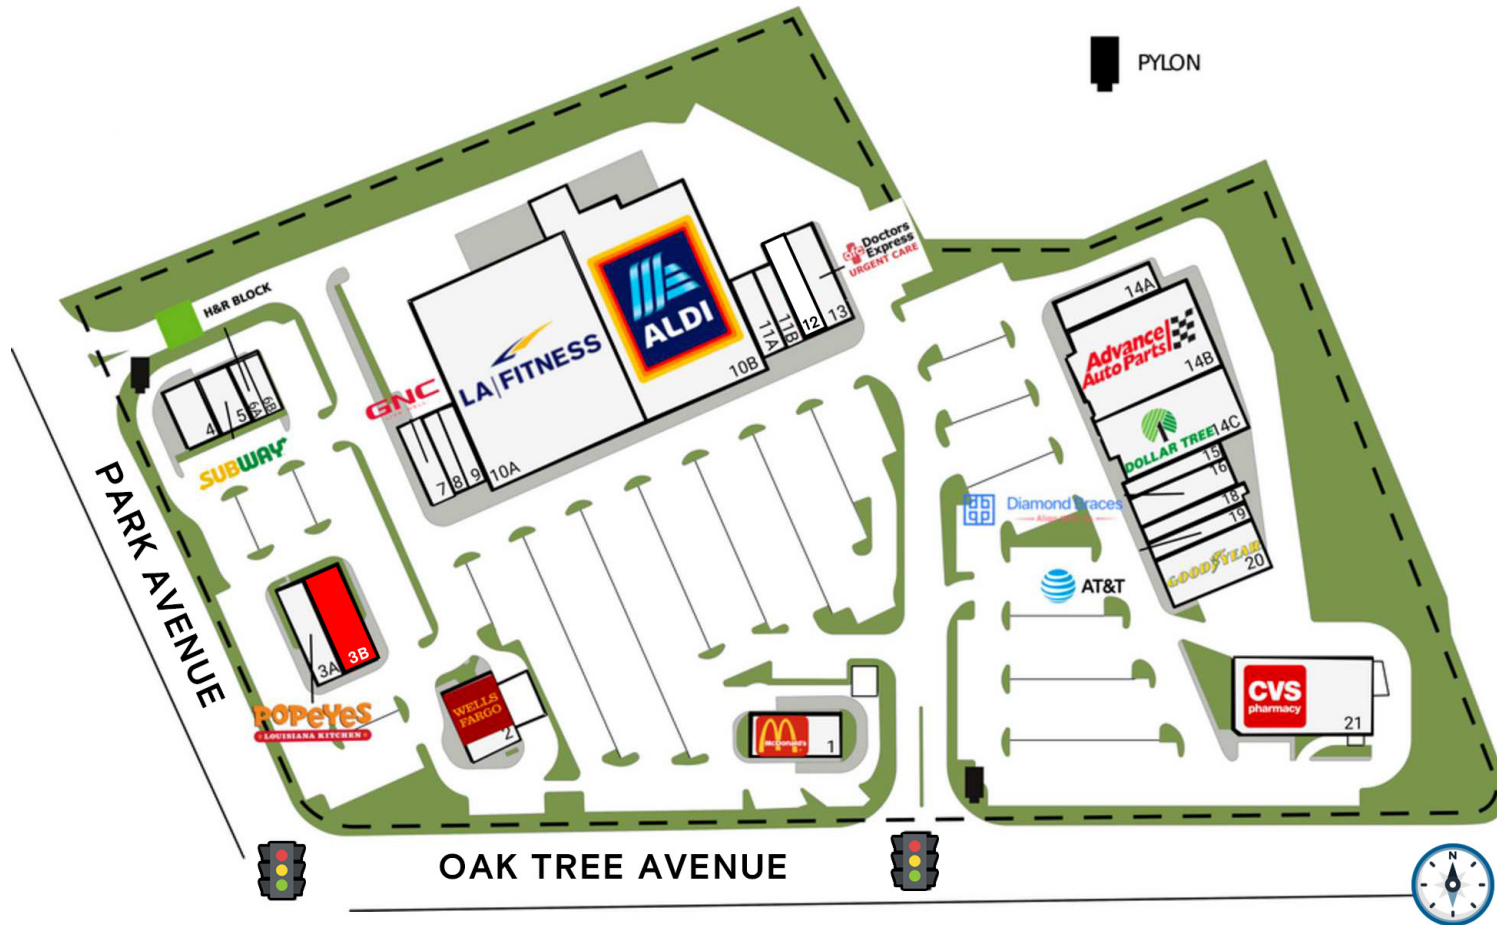 PYLON
H&R BLOCK
4
5
6A
6B
SUBWAY
PARK AVENUE
GNC
7
8
9
LA FITNESS
10A
ALDI
10B
11A
11B
12
13
Doctors
Express
URGENT CARE
14A
Advance
Auto Parts
14B
DOLLAR TREE
14C
15
16
18
19
GOODYEAR
20
Diamond Braces
AT&T
3A
3B
POPEYES
LOUISIANA KITCHEN
WELLS
FARGO
2
McDonald's
1
CVS
pharmacy
21
OAK TREE AVENUE
N